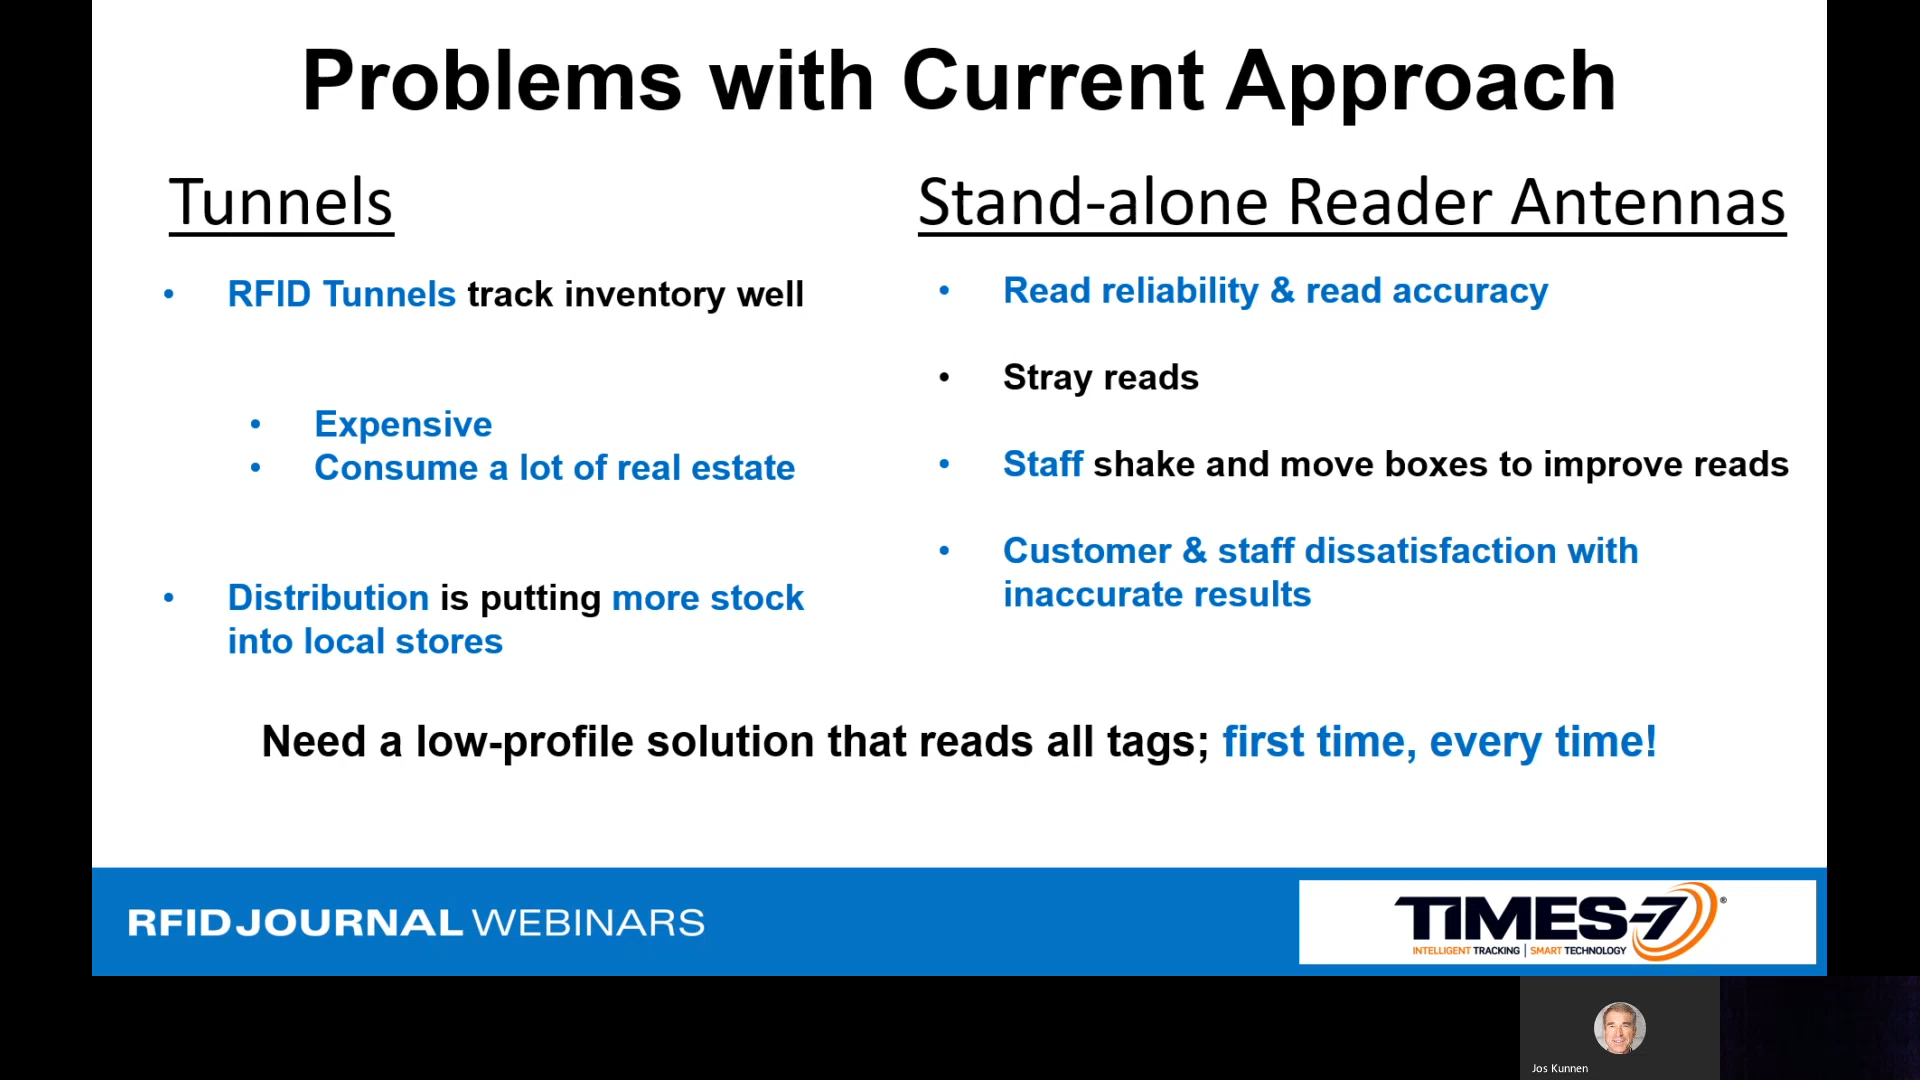 Problems with Current Approach
Tunnels
• RFID Tunnels track inventory well
• Expensive
• Consume a lot of real estate
• Distribution is putting more stock
into local stores
Stand-alone Reader Antennas
• Read reliability & read accuracy
• Stray reads
• Staff shake and move boxes to improve reads
• Customer & staff dissatisfaction with
inaccurate results
Need a low-profile solution that reads all tags; first time, every time!
RFID JOURNAL WEBINARS
TIMES-7®
INTELLIGENT TRACKING | SMART TECHNOLOGY
Jos Kunnen